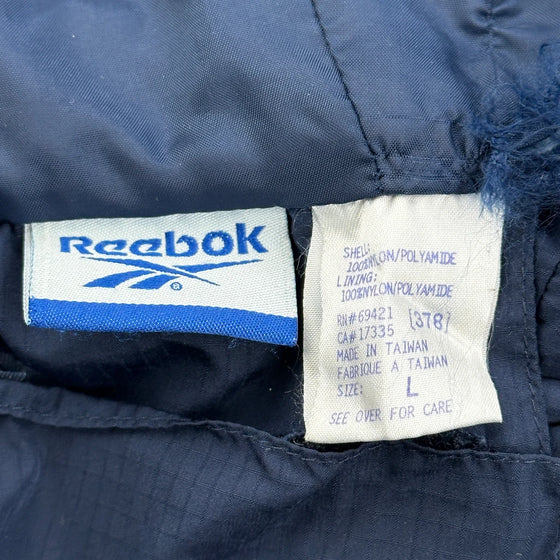 Reebok
®
SHELL:
100%NYLON/POLYAMIDE
LINING:
100%NYLON/POLYAMIDE
RN#69421 (378)
CA#17335
MADE IN TAIWAN
FABRIQUE A TAIWAN
SIZE: L
SEE OVER FOR CARE